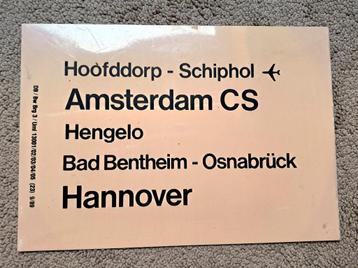 Hoofddorp - Schiphol ✈
Amsterdam CS
Hengelo
Bad Bentheim - Osnabrück
Hannover